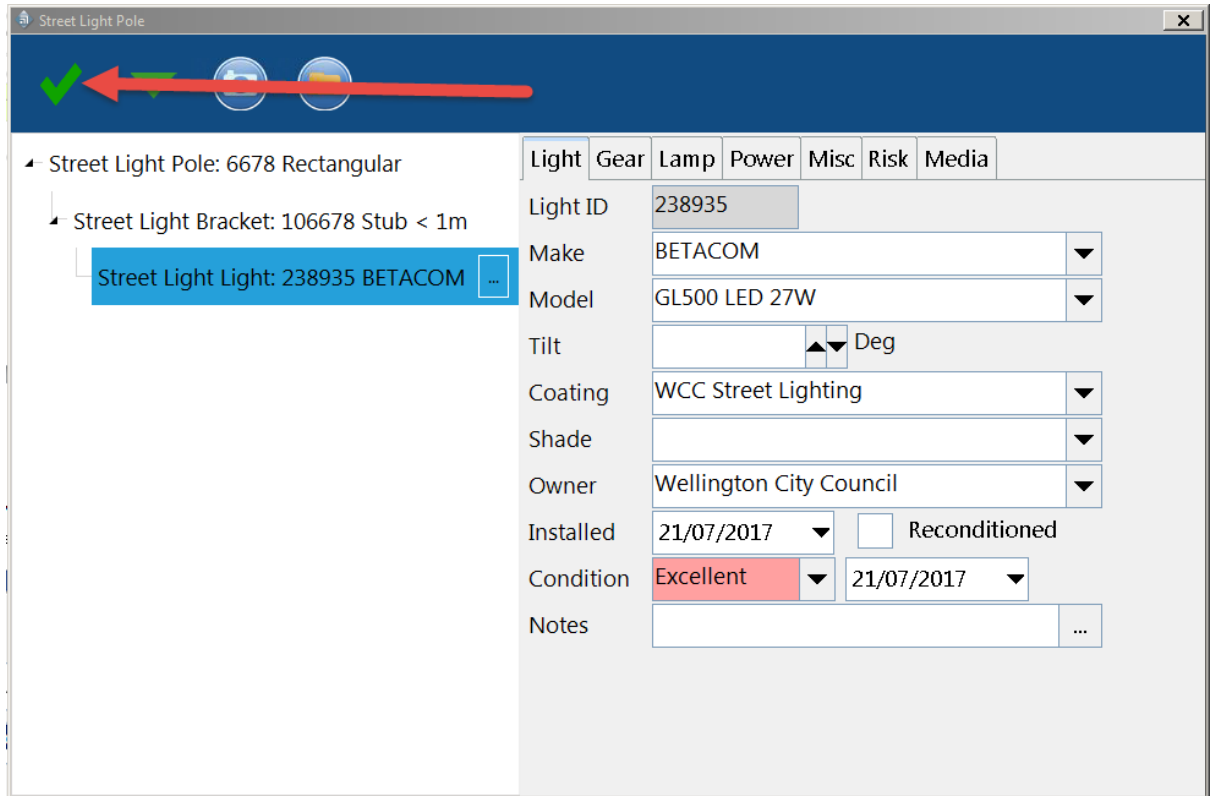 Street Light Pole
Street Light Pole: 6678 Rectangular
Street Light Bracket: 106678 Stub < 1m
Street Light Light: 238935 BETACOM ...
Light Gear Lamp Power Misc Risk Media
Light ID 238935
Make BETACOM
Model GL500 LED 27W
Tilt Deg
Coating WCC Street Lighting
Shade
Owner Wellington City Council
Installed 21/07/2017 Reconditioned
Condition Excellent 21/07/2017
Notes ...